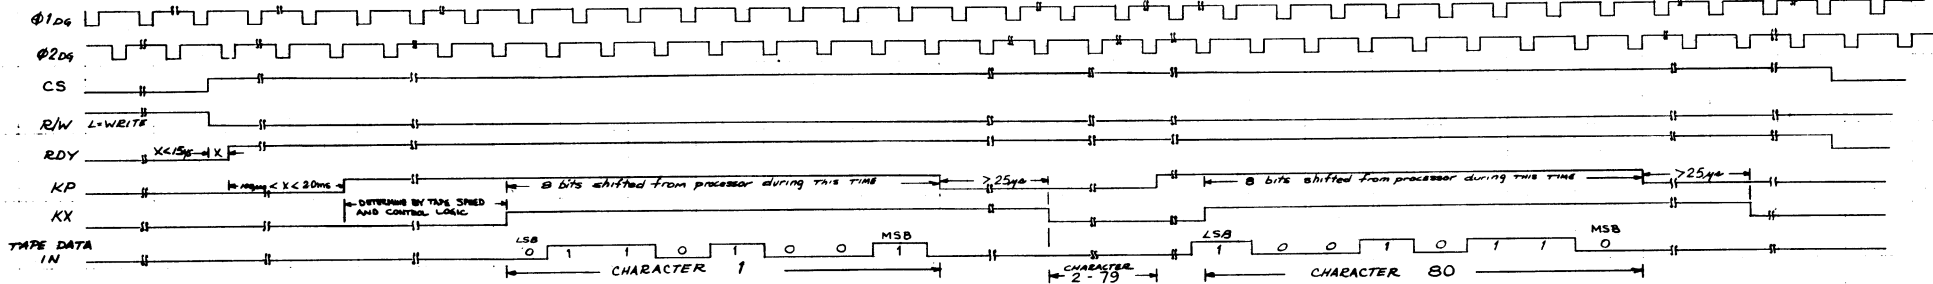 Φ1DG
Φ2DG
CS
R/W L=WRITE
RDY X<15μs X
KP < X < 20ms 8 bits shifted from processor during THIS TIME >25μs 8 bits shifted from processor during THIS TIME >25μs
KX DETERMINED BY TAPE SPEED
AND CONTROL LOGIC
TAPE DATA
IN
LSB MSB LSB MSB
0 1 1 0 1 0 0 1 1 0 0 1 0 1 1 0
CHARACTER 1
CHARACTER
2 - 79
CHARACTER 80